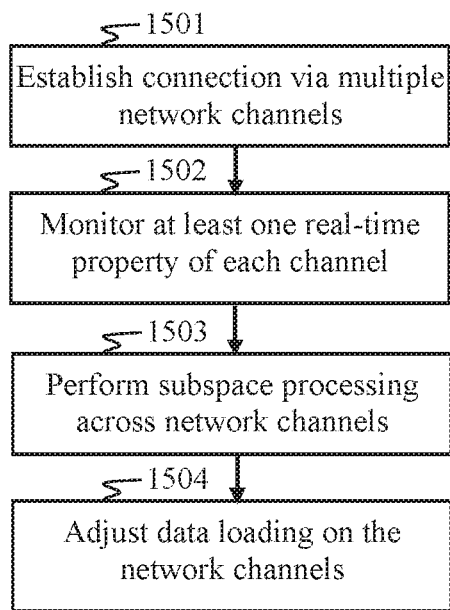 1501
Establish connection via multiple
network channels
1502
Monitor at least one real-time
property of each channel
1503
Perform subspace processing
across network channels
1504
Adjust data loading on the
network channels